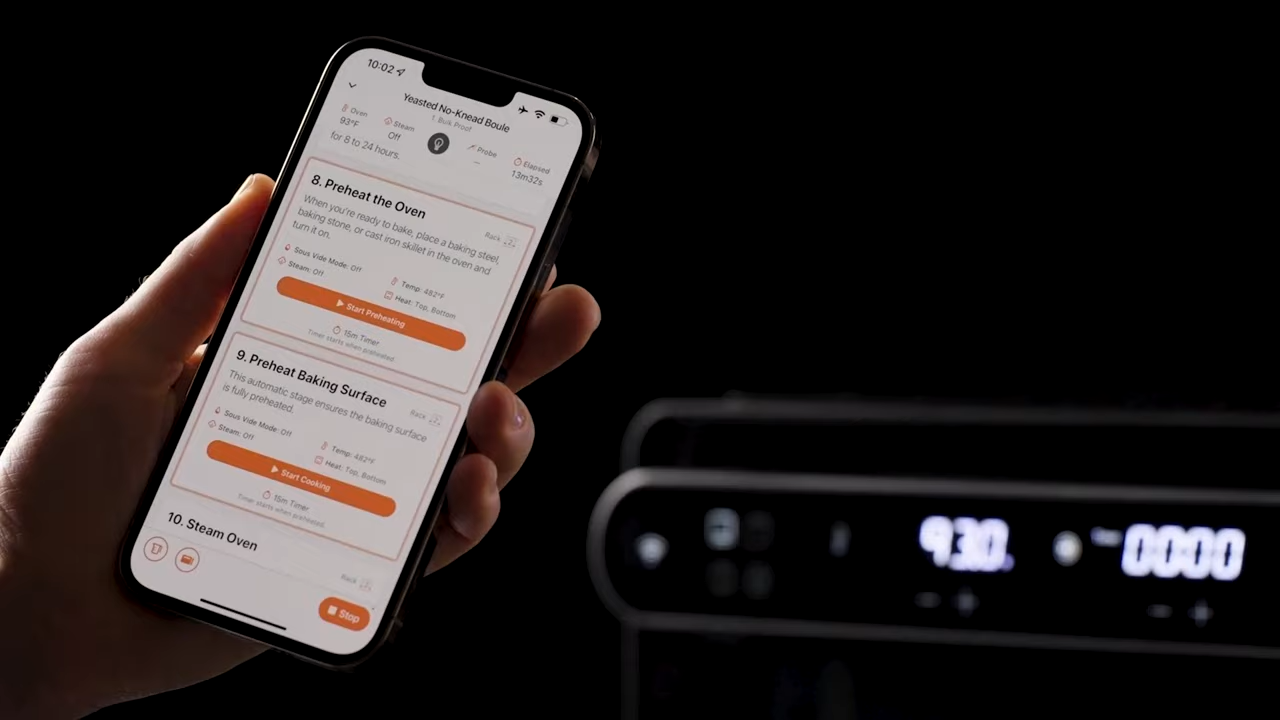 10:02
Yeasted No-Knead Boule
1. Bulk Proof
Oven
93°F
Steam
Off
Probe
—
Elapsed
13m32s
for 8 to 24 hours.
8. Preheat the Oven
Rack 2
When you're ready to bake, place a baking steel,
baking stone, or cast iron skillet in the oven and
turn it on.
Sous Vide Mode: Off
Temp: 482°F
Steam: Off
Heat: Top, Bottom
Start Preheating
15m Timer
Timer starts when preheated.
9. Preheat Baking Surface
Rack 2
This automatic stage ensures the baking surface
is fully preheated.
Sous Vide Mode: Off
Temp: 482°F
Steam: Off
Heat: Top, Bottom
Start Cooking
15m Timer
Timer starts when preheated.
10. Steam Oven
Rack 2
Stop
93.0
00:00